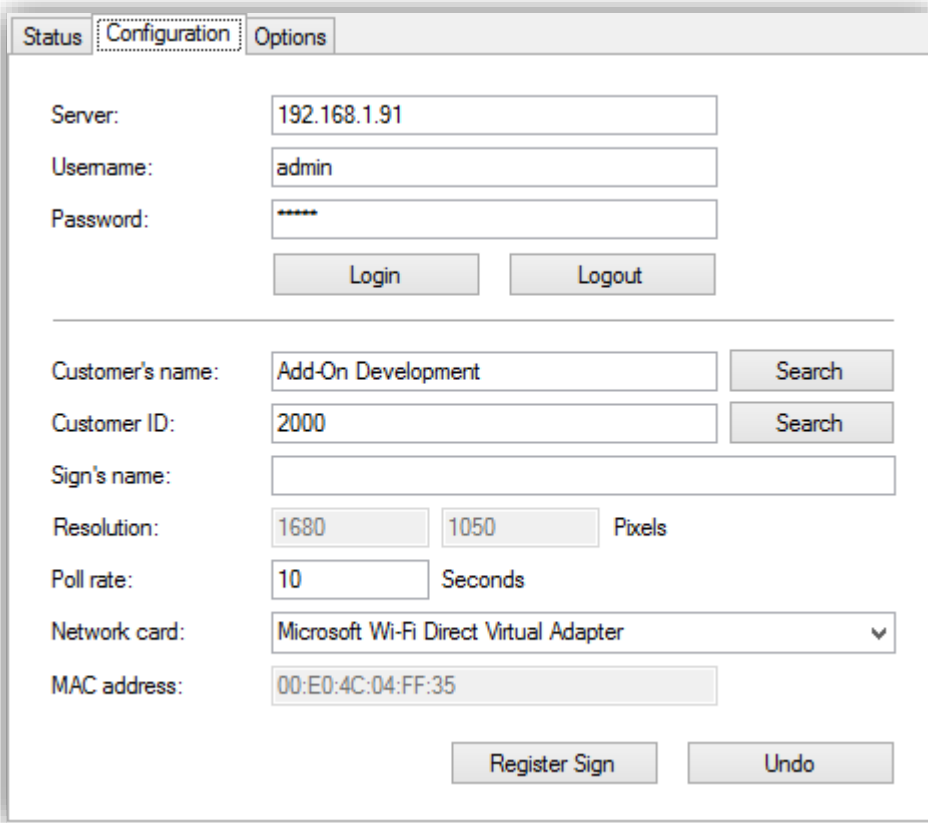 Status Configuration Options
Server: 192.168.1.91
Username: admin
Password: *****
Login Logout
Customer's name: Add-On Development Search
Customer ID: 2000 Search
Sign's name:
Resolution: 1680 1050 Pixels
Poll rate: 10 Seconds
Network card: Microsoft Wi-Fi Direct Virtual Adapter
MAC address: 00:E0:4C:04:FF:35
Register Sign Undo